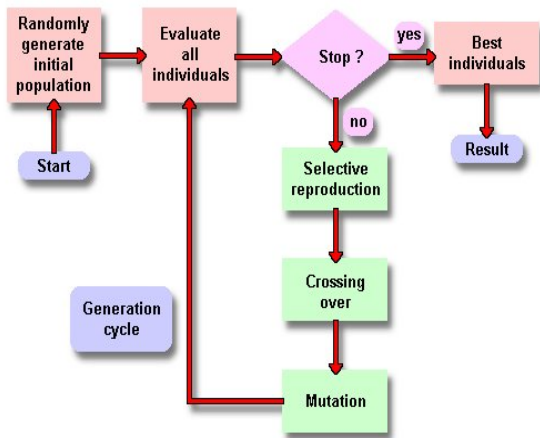 Randomly
generate
initial
population
Evaluate
all
individuals
Stop ?
yes
Best
individuals
no
Start
Result
Selective
reproduction
Crossing
over
Generation
cycle
Mutation